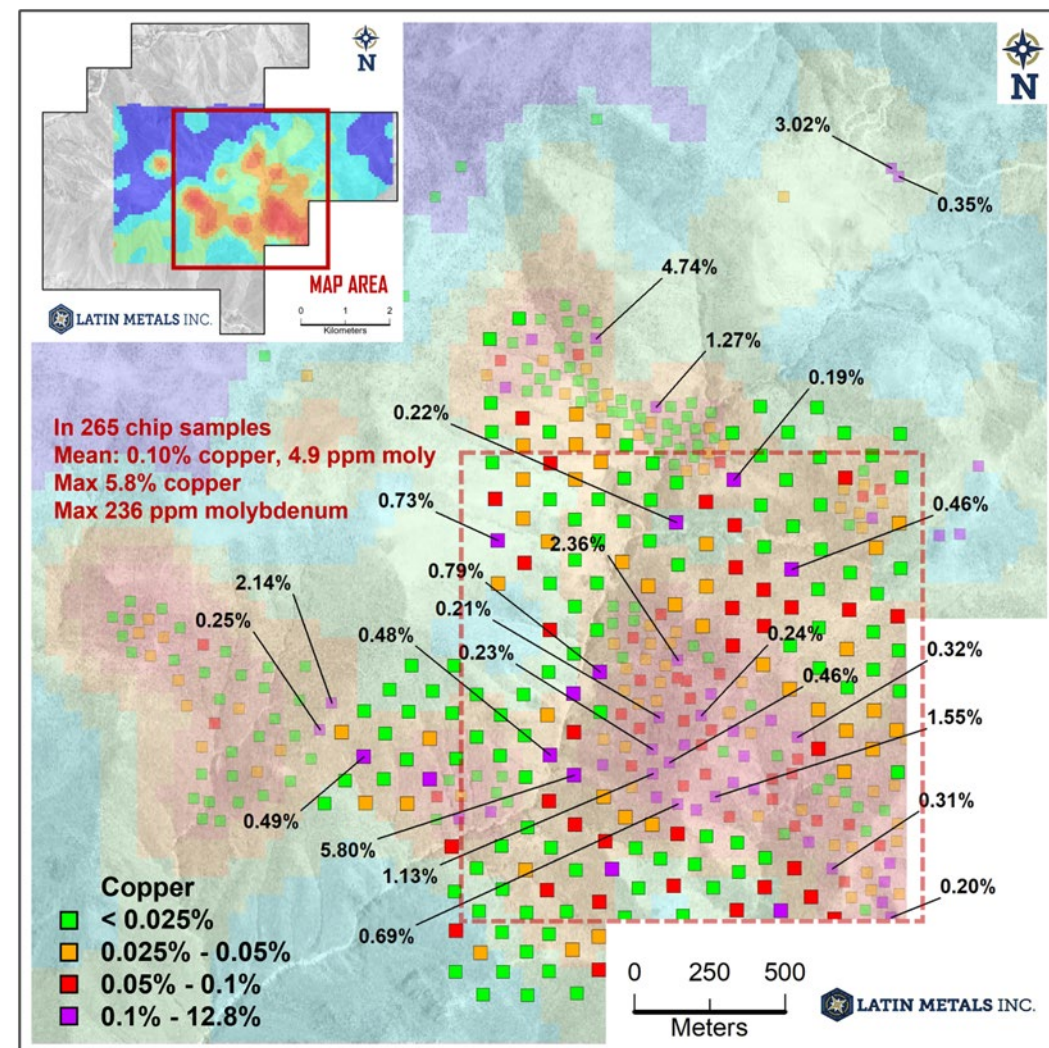 N
N
3.02%
0.35%
MAP AREA
LATIN METALS INC.
0 1 2
Kilometers
4.74%
1.27%
0.19%
0.22%
In 265 chip samples
Mean: 0.10% copper, 4.9 ppm moly
Max 5.8% copper
Max 236 ppm molybdenum
0.73%
0.46%
2.36%
0.79%
2.14%
0.21%
0.25%
0.48%
0.24%
0.23%
0.32%
0.46%
1.55%
0.31%
0.49%
5.80%
1.13%
0.20%
0.69%
Copper
< 0.025%
0.025% - 0.05%
0.05% - 0.1%
0.1% - 12.8%
0 250 500
Meters
LATIN METALS INC.